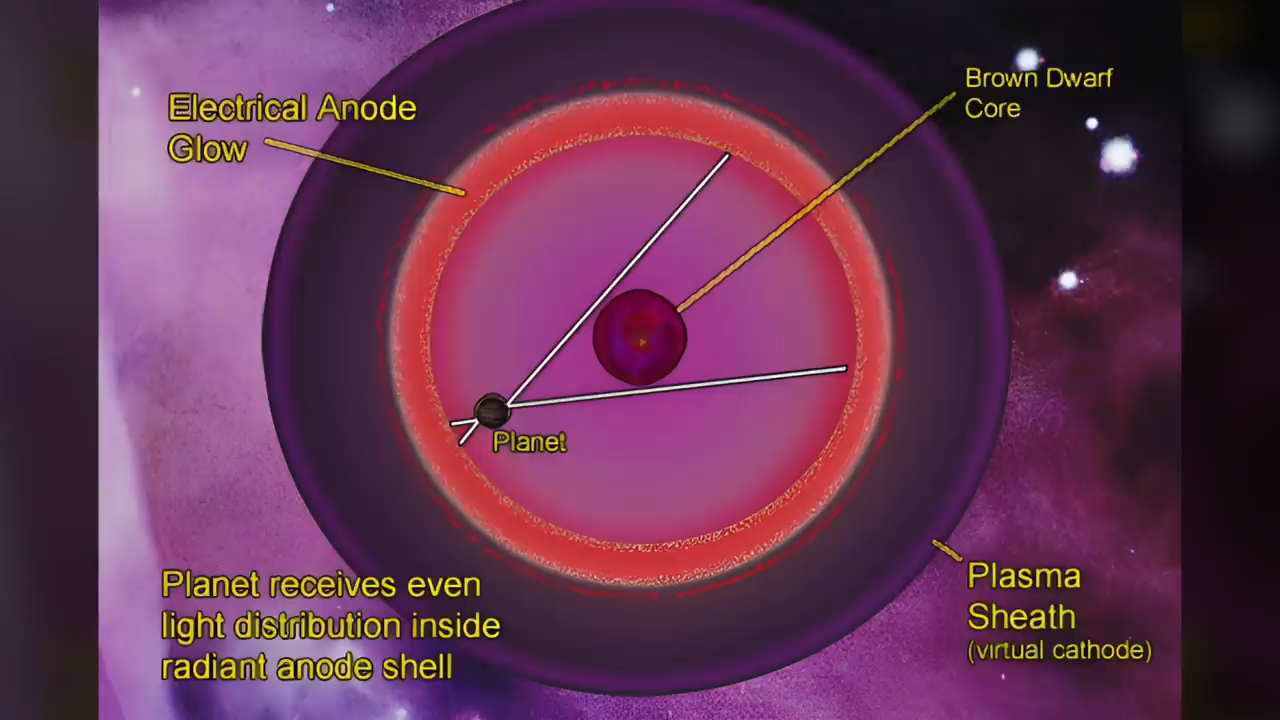 Electrical Anode
Glow
Brown Dwarf
Core
Planet
Planet receives even
light distribution inside
radiant anode shell
Plasma
Sheath
(virtual cathode)